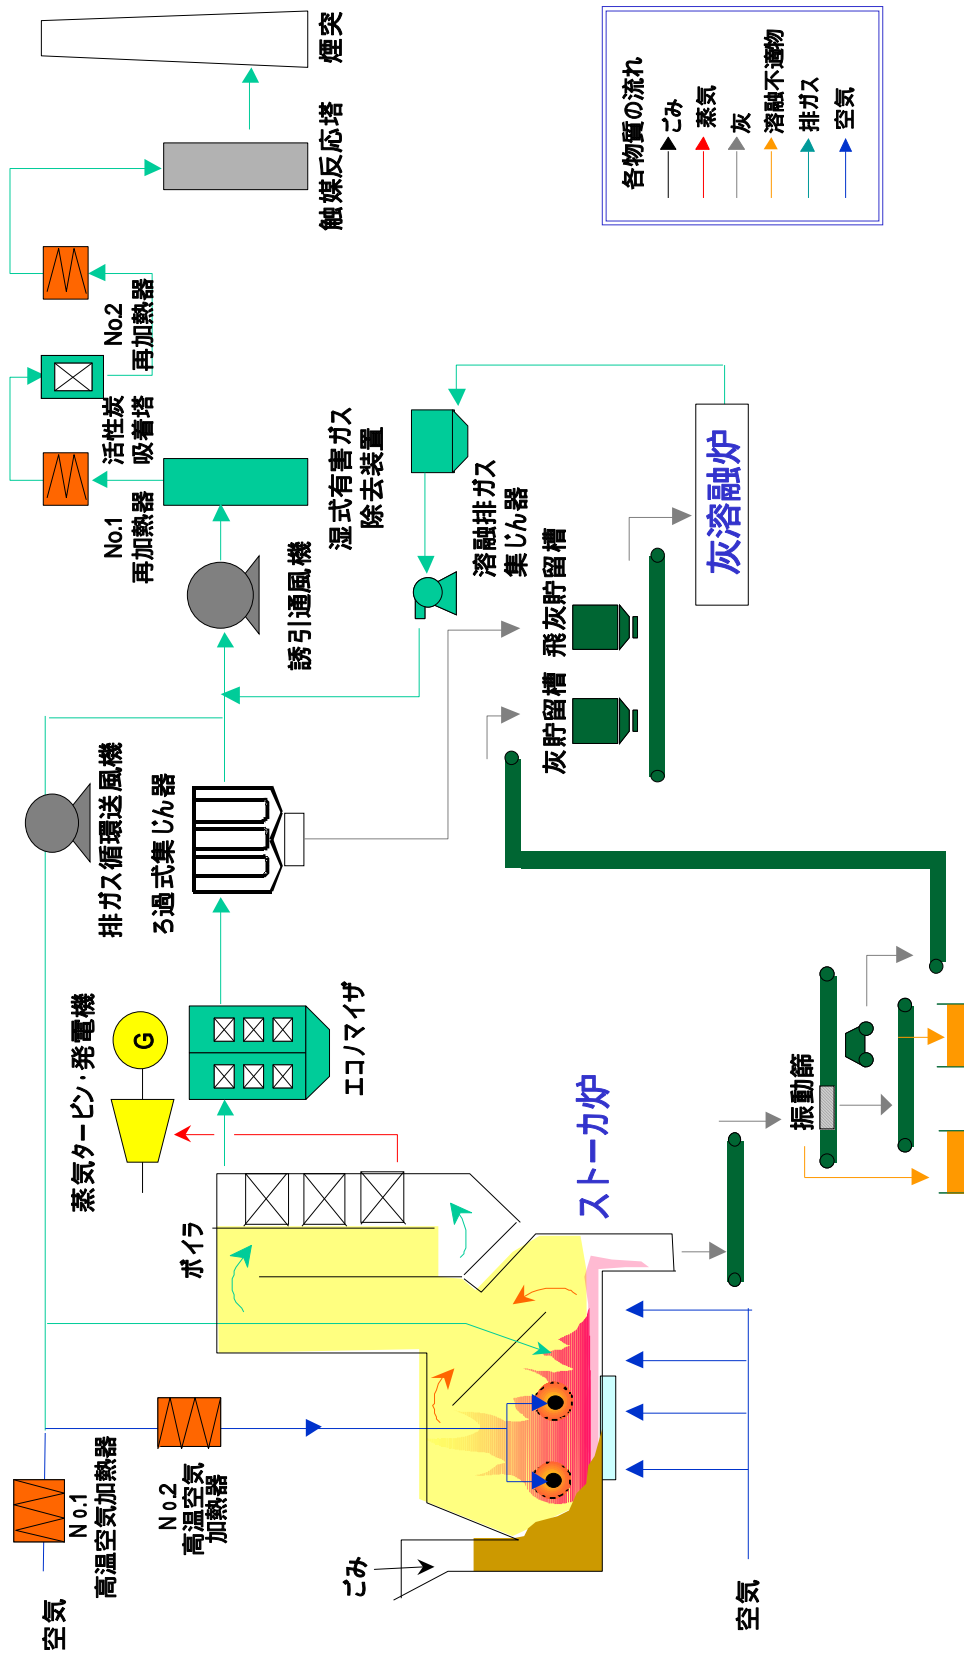 空気
No.1
高温空気加熱器
No.2
高温空気
加熱器
ごみ
空気
ボイラ
蒸気タービン・発電機
G
エコノマイザ
ストーカ炉
振動篩
排ガス循環送風機
ろ過式集じん器
誘引通風機
灰貯留槽
飛灰貯留槽
灰溶融炉
溶融排ガス
集じん器
湿式有害ガス
除去装置
No.1
再加熱器
活性炭
吸着塔
No.2
再加熱器
触媒反応塔
煙突
各物質の流れ
ごみ
蒸気
灰
溶融不適物
排ガス
空気